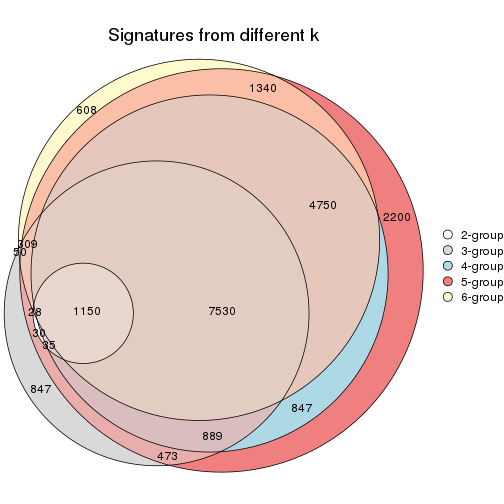 Signatures from different k
1340
608
4750
2200
309
50
28
1150
7530
30
35
847
847
889
473
2-group
3-group
4-group
5-group
6-group